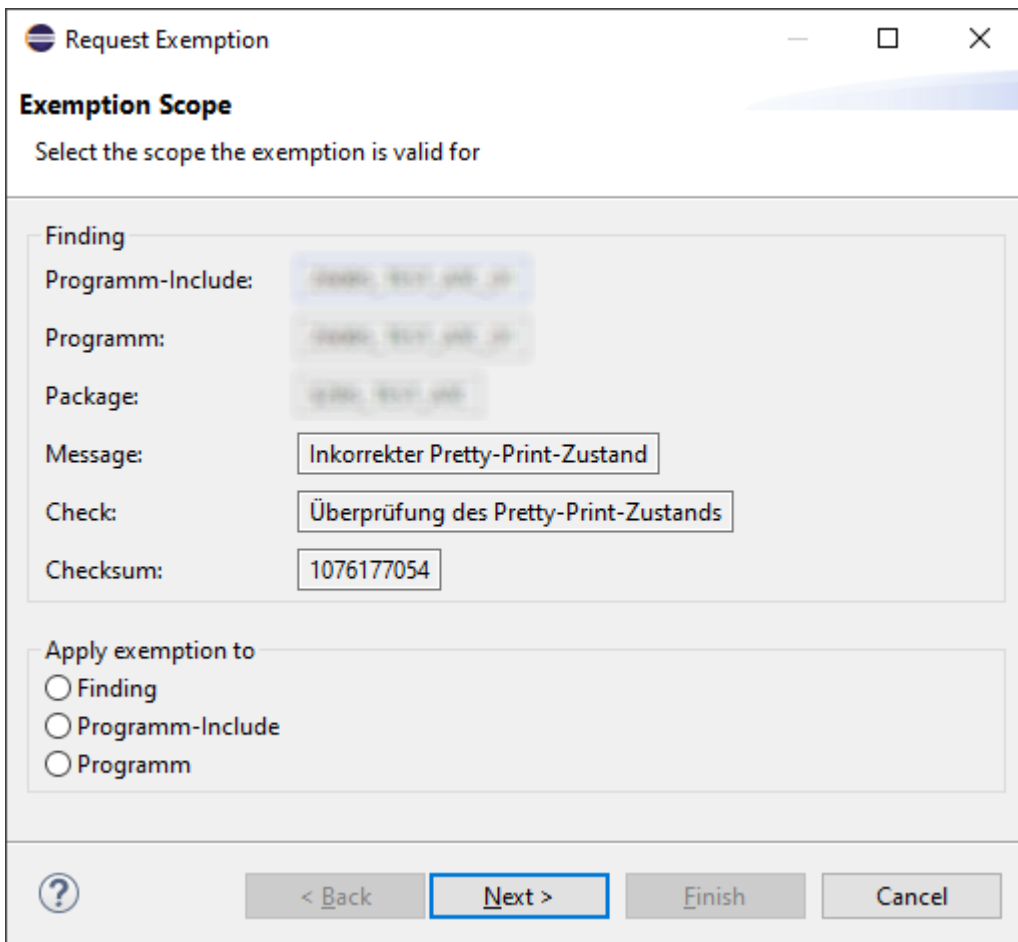 Request Exemption
Exemption Scope
Select the scope the exemption is valid for
Finding
Programm-Include:
Programm:
Package:
Message: Inkorrekter Pretty-Print-Zustand
Check: Überprüfung des Pretty-Print-Zustands
Checksum: 1076177054
Apply exemption to
Finding
Programm-Include
Programm
< Back Next > Finish Cancel